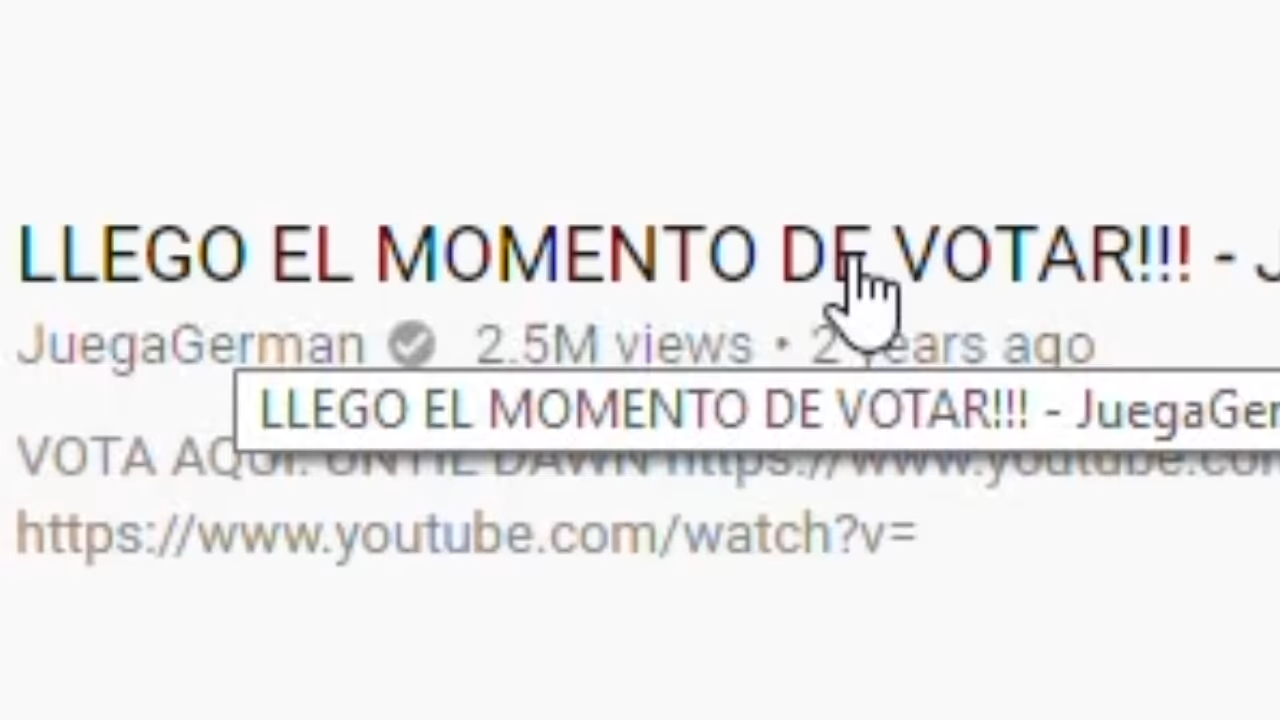 LLEGO EL MOMENTO DE VOTAR!!! - J
JuegaGerman 2.5M views • 2 years ago
LLEGO EL MOMENTO DE VOTAR!!! - JuegaGer
VOTA AQUI: UNTIL DAWN https://www.youtube.com
https://www.youtube.com/watch?v=